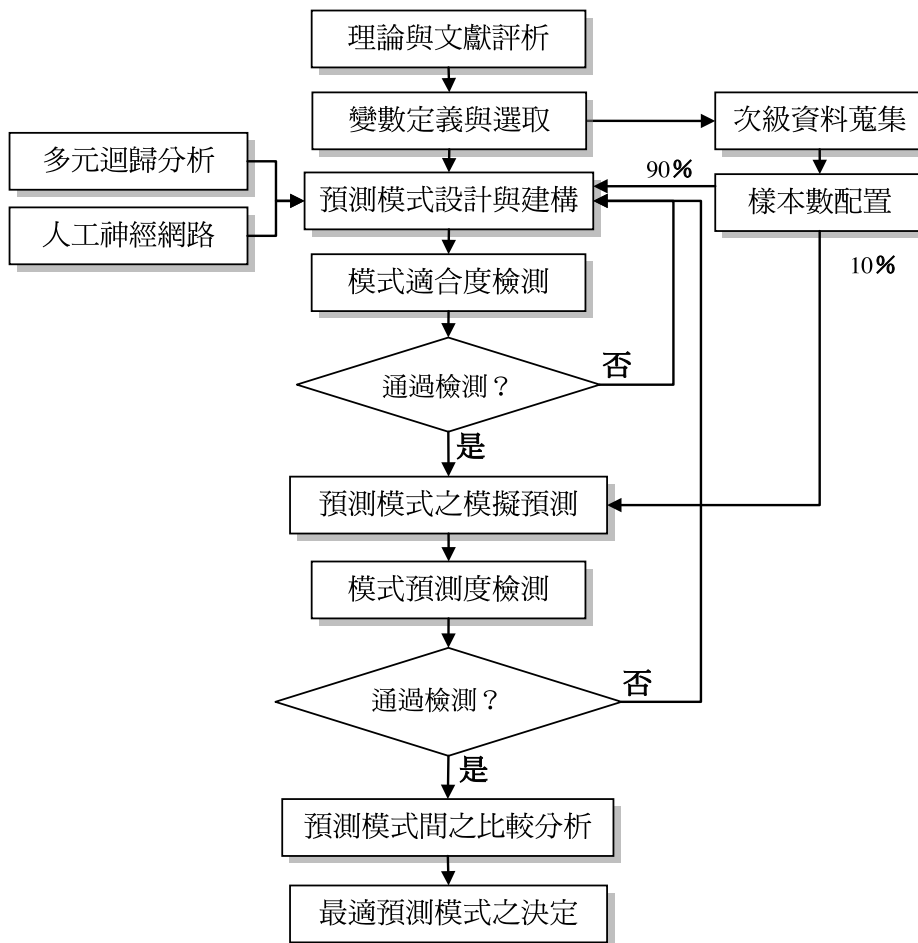 理論與文獻評析
變數定義與選取
次級資料蒐集
多元迴歸分析
90%
預測模式設計與建構
樣本數配置
人工神經網路
10%
模式適合度檢測
通過檢測？
否
是
預測模式之模擬預測
模式預測度檢測
通過檢測？
否
是
預測模式間之比較分析
最適預測模式之決定